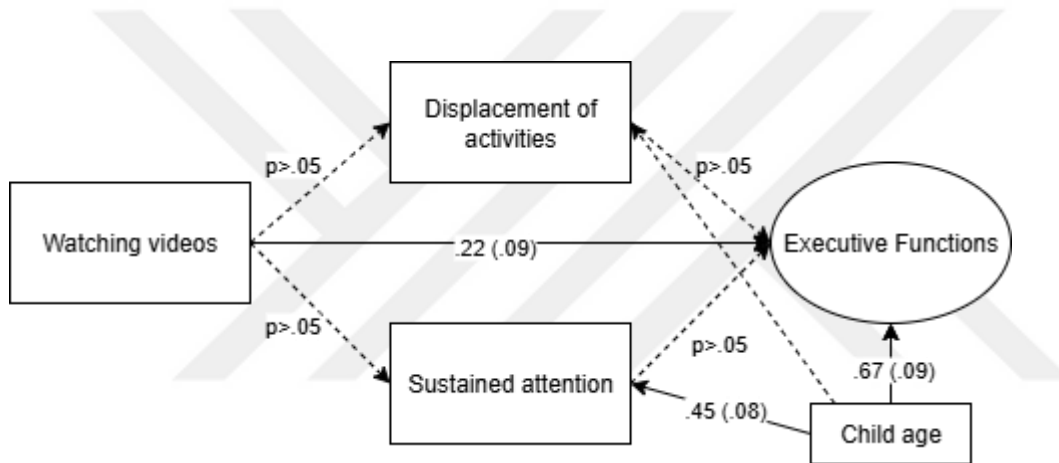 Displacement of
activities
p>.05
p>.05
Watching videos
.22 (.09)
Executive Functions
p>.05
p>.05
Sustained attention
.67 (.09)
.45 (.08)
Child age